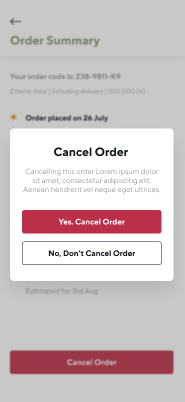 Order Summary
Your order code is: Z38-9811-K9
2 items total ( including delivery ) N32,000.00
Order placed on 26 July
Cancel Order
Cancelling this Order lorem ipsum dolor
sit amet, consectetur adipiscing elit.
Aenean hendrerit vel neque eget ultrices.
Yes. Cancel Order
No, Don't Cancel Order
Estimated for 3rd Aug
Cancel Order